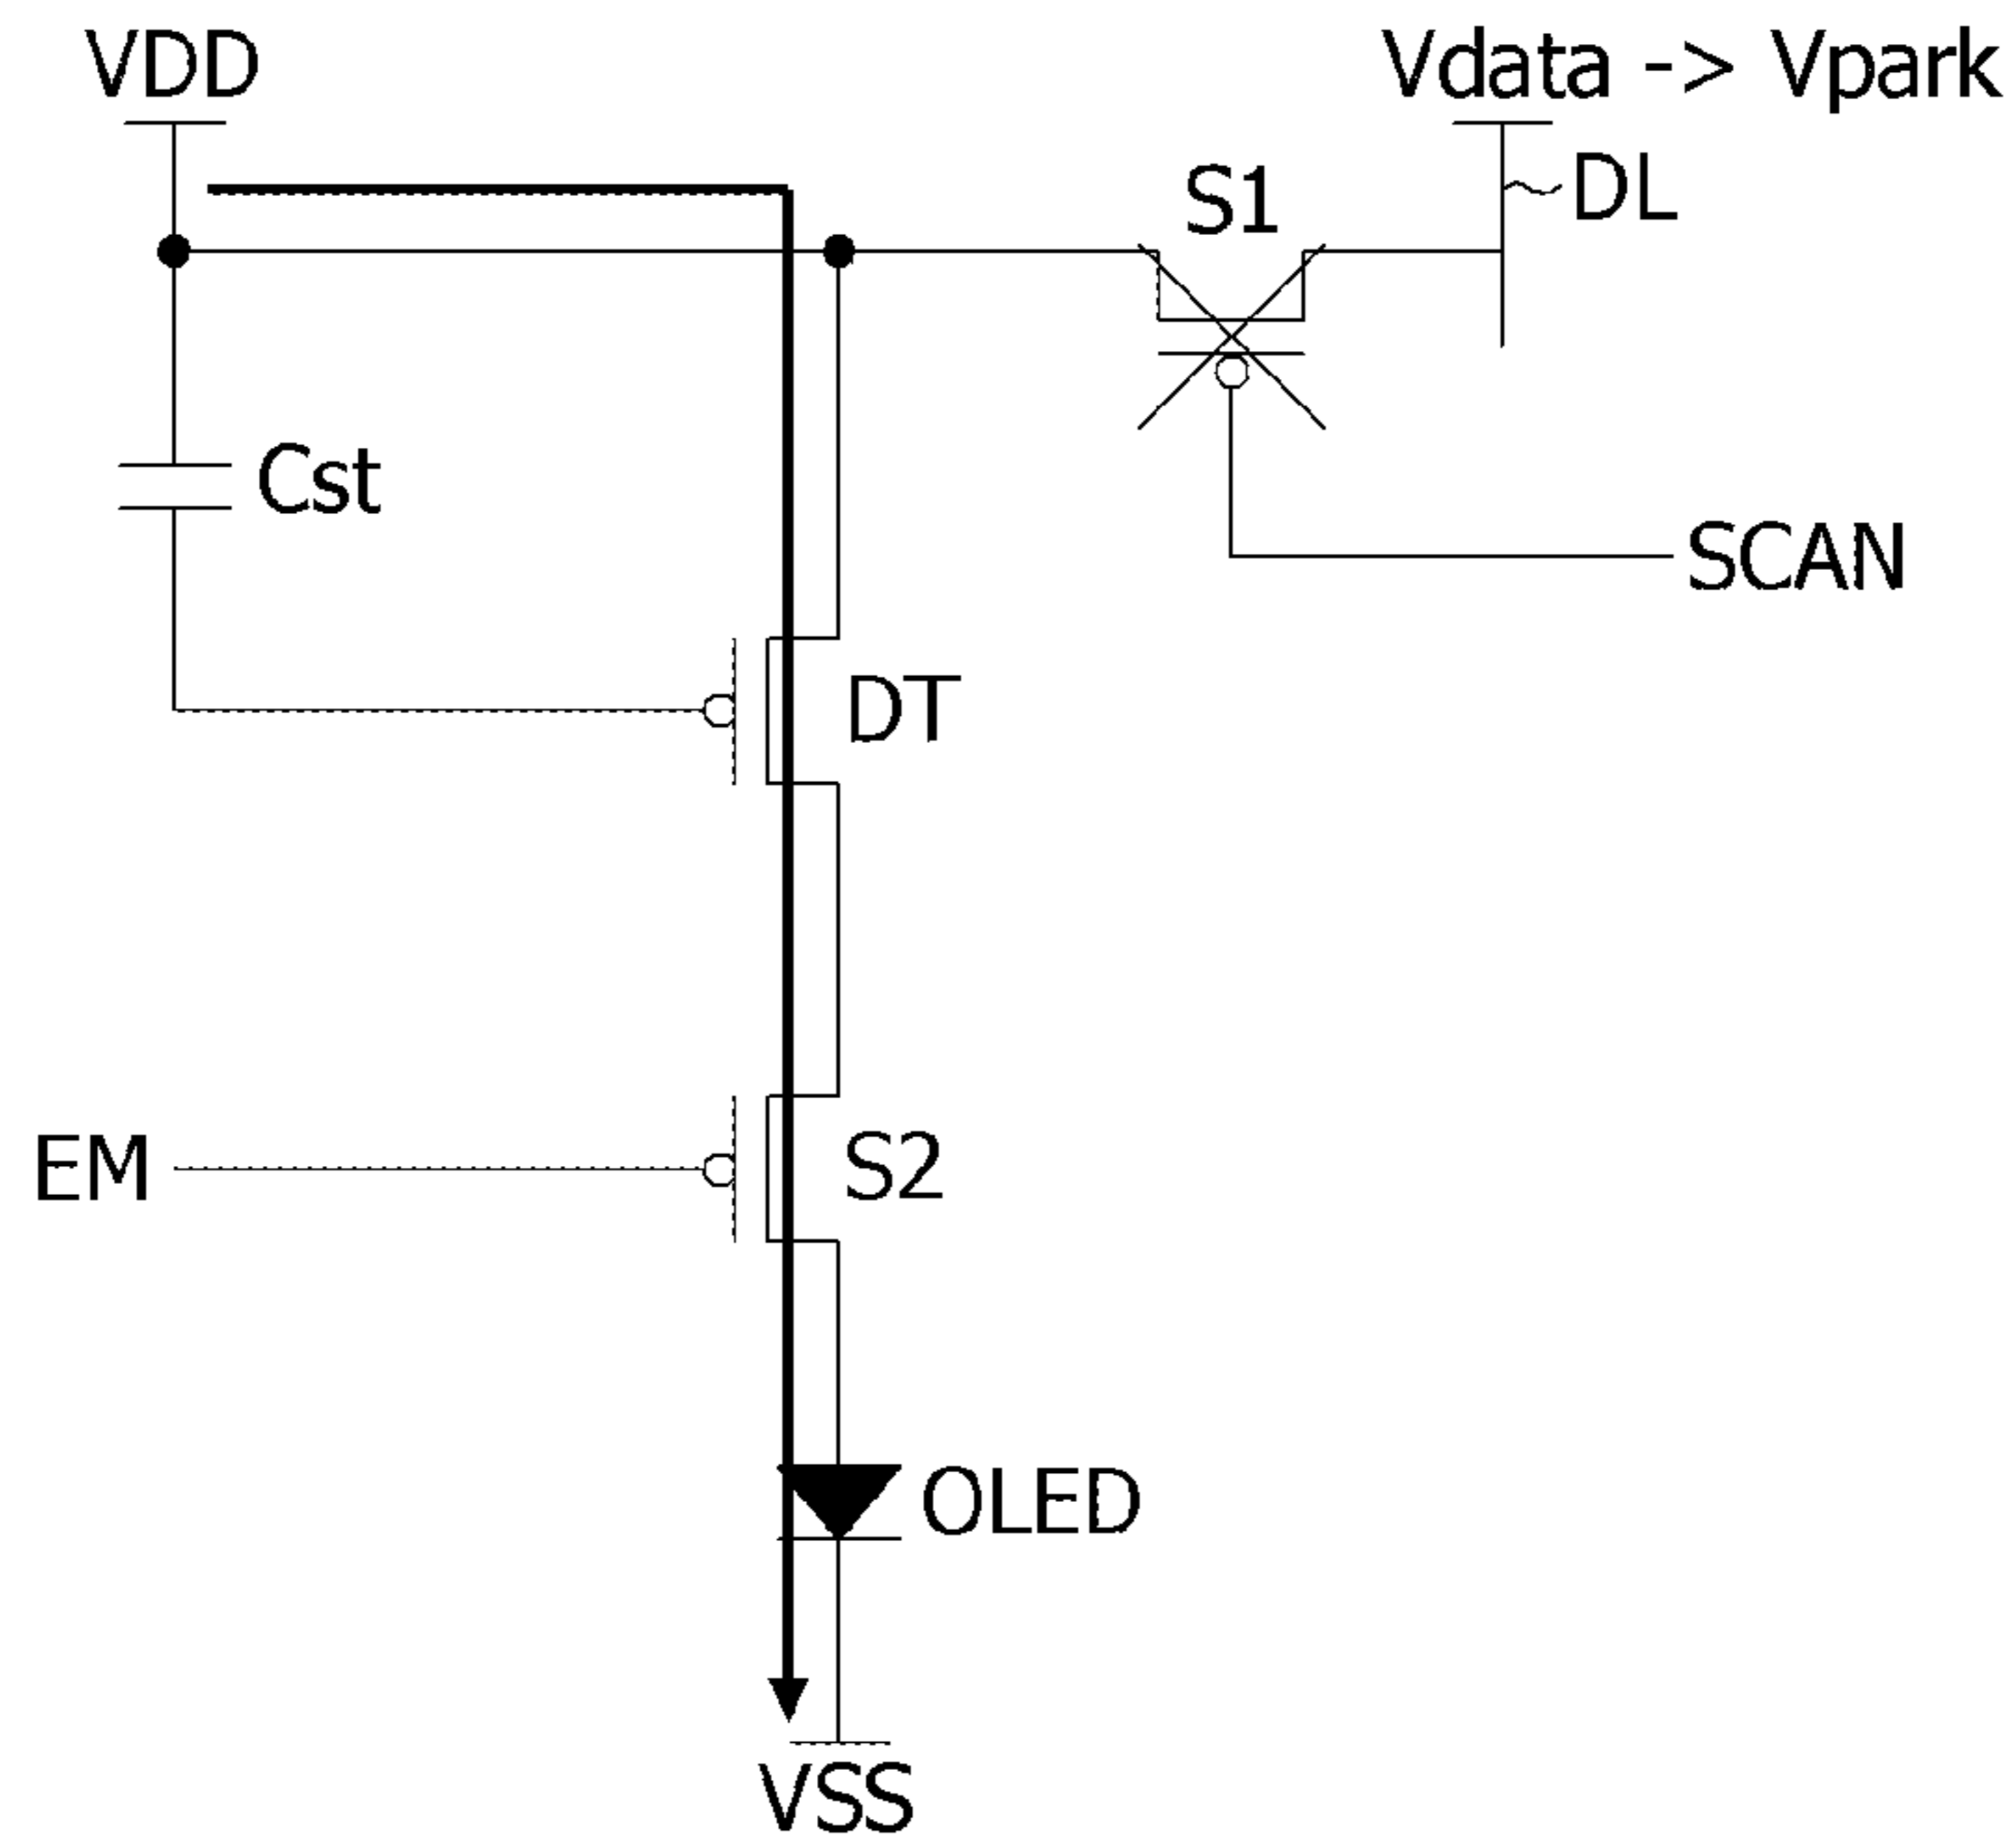 VDD
Vdata -> Vpark
S1
DL
Cst
SCAN
DT
EM
S2
OLED
VSS